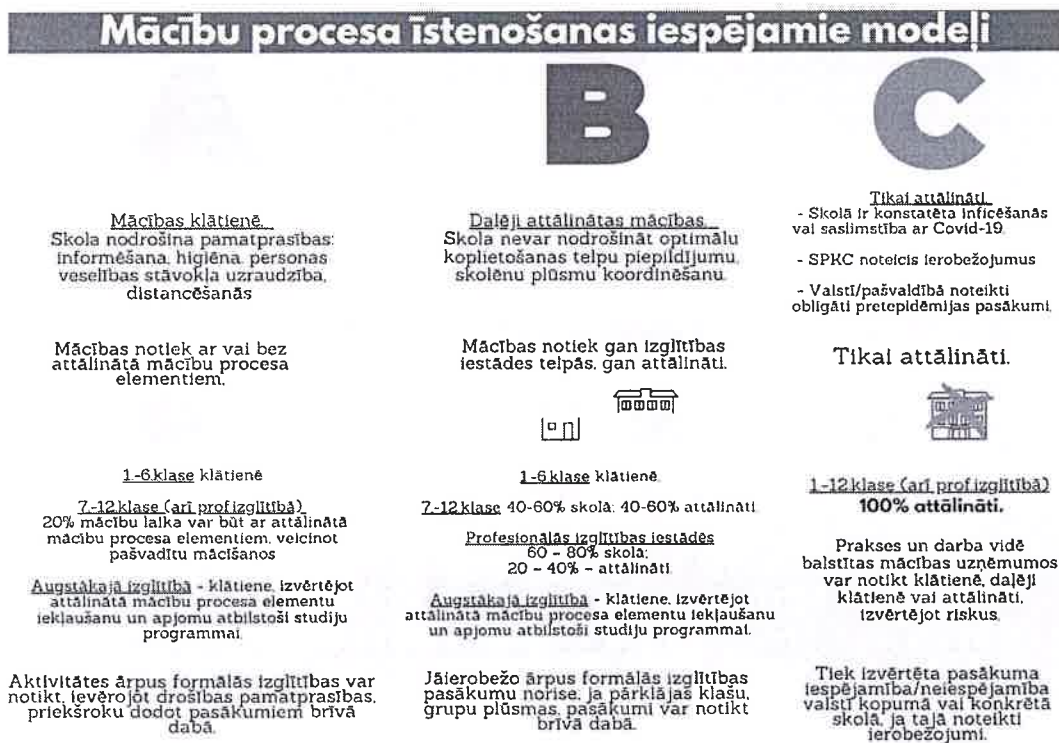 Mācību procesa īstenošanas iespējamie modeļi
A
Mācības klātienē.
Skola nodrošina pamatprasības:
informēšana, higiēna, personas
veselības stāvokļa uzraudzība,
distancēšanās
Mācības notiek ar vai bez
attālinātā mācību procesa
elementiem.
1.-6.klase klātienē
7.-12.klase (arī prof.izglītībā)
20% mācību laika var būt ar attālinātā
mācību procesa elementiem, veicinot
pašvadītu mācīšanos
Augstākajā izglītībā - klātiene, izvērtējot
attālinātā mācību procesa elementu
iekļaušanu un apjomu atbilstoši studiju
programmai.
Aktivitātes ārpus formālās izglītības var
notikt, ievērojot drošības pamatprasības,
priekšroku dodot pasākumiem brīvā
dabā.
B
Daļēji attālinātas mācības.
Skola nevar nodrošināt optimālu
koplietošanas telpu piepildījumu,
skolēnu plūsmu koordinēšanu.
Mācības notiek gan izglītības
iestādes telpās, gan attālināti.
1.-6.klase klātienē.
7.-12.klase 40-60% skolā; 40-60% attālināti
Profesionālās izglītības iestādēs
60 - 80% skolā;
20 - 40% - attālināti
Augstākajā izglītībā - klātiene, izvērtējot
attālinātā mācību procesa elementu iekļaušanu
un apjomu atbilstoši studiju programmai.
Jāierobežo ārpus formālās izglītības
pasākumu norise, ja pārklājas klašu,
grupu plūsmas, pasākumi var notikt
brīvā dabā.
C
Tikai attālināti.
- Skolā ir konstatēta inficēšanās
vai saslimstība ar Covid-19.
- SPKC noteicis ierobežojumus
- Valstī/pašvaldībā noteikti
obligāti pretepidēmijas pasākumi.
Tikai attālināti.
1.-12.klase (arī prof.izglītībā)
100% attālināti.
Prakses un darba vidē
balstītas mācības uzņēmumos
var notikt klātienē, daļēji
klātienē vai attālināti,
izvērtējot riskus.
Tiek izvērtēta pasākuma
iespējamība/neiespējamība
valstī kopumā vai konkrētā
skolā, ja tajā noteikti
ierobežojumi.